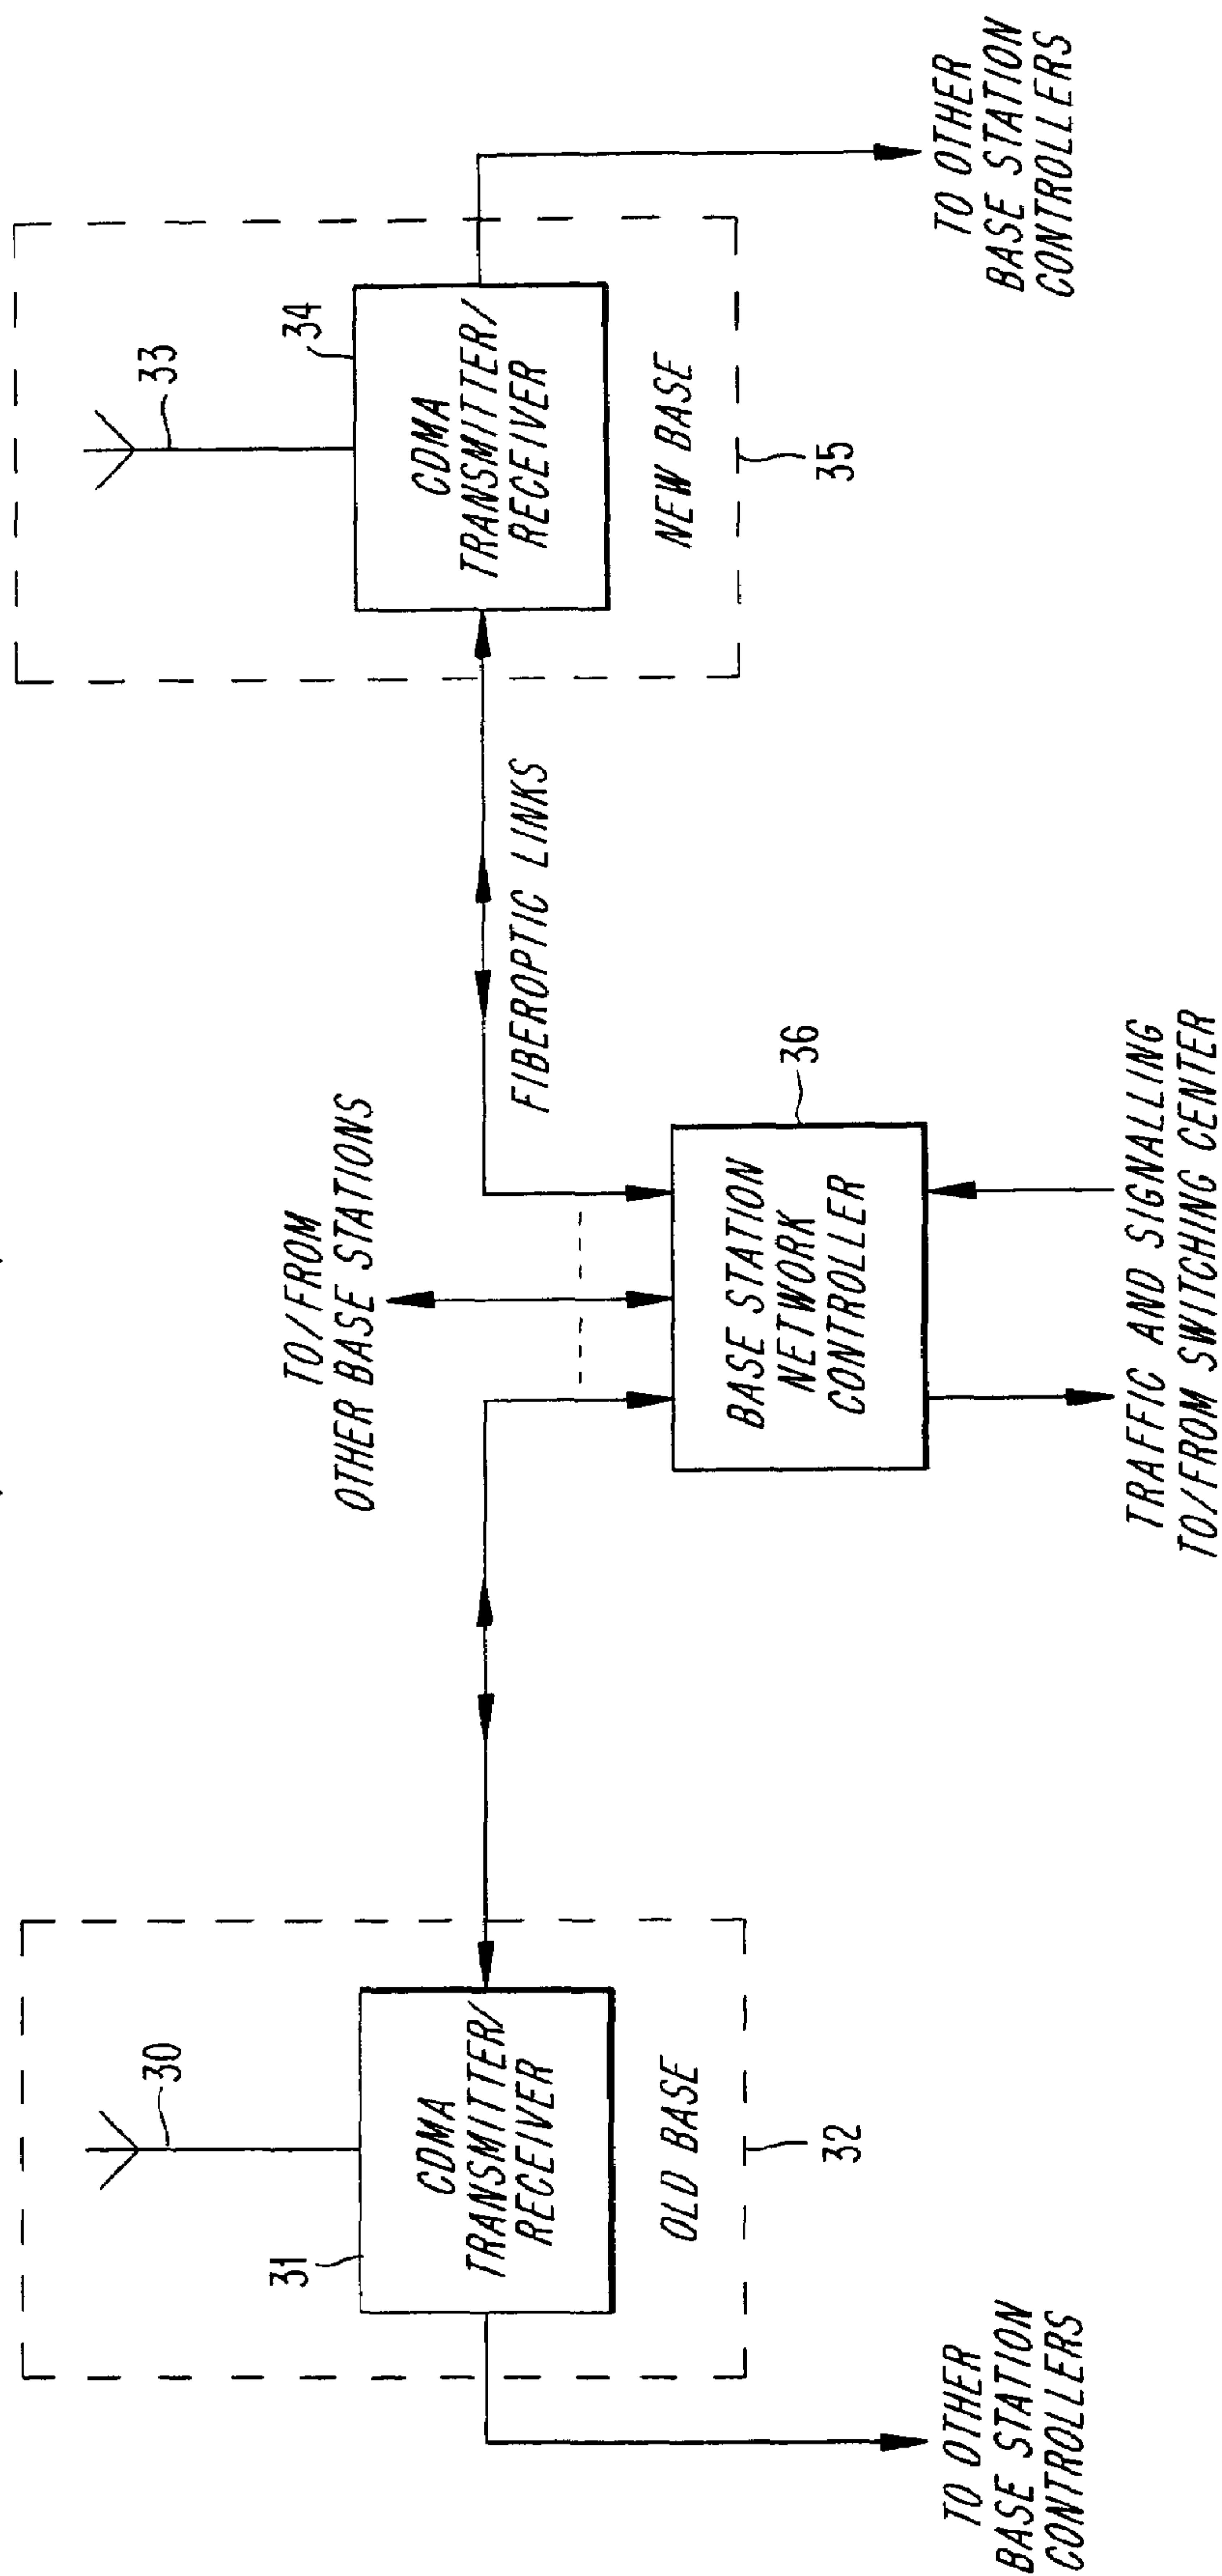 30
31
CDMA
TRANSMITTER/
RECEIVER
OLD BASE
32
TO OTHER
BASE STATION
CONTROLLERS
TO/FROM
OTHER BASE STATIONS
FIBEROPTIC LINKS
BASE STATION
NETWORK
CONTROLLER
36
TRAFFIC AND SIGNALLING
TO/FROM SWITCHING CENTER
33
34
CDMA
TRANSMITTER/
RECEIVER
NEW BASE
35
TO OTHER
BASE STATION
CONTROLLERS